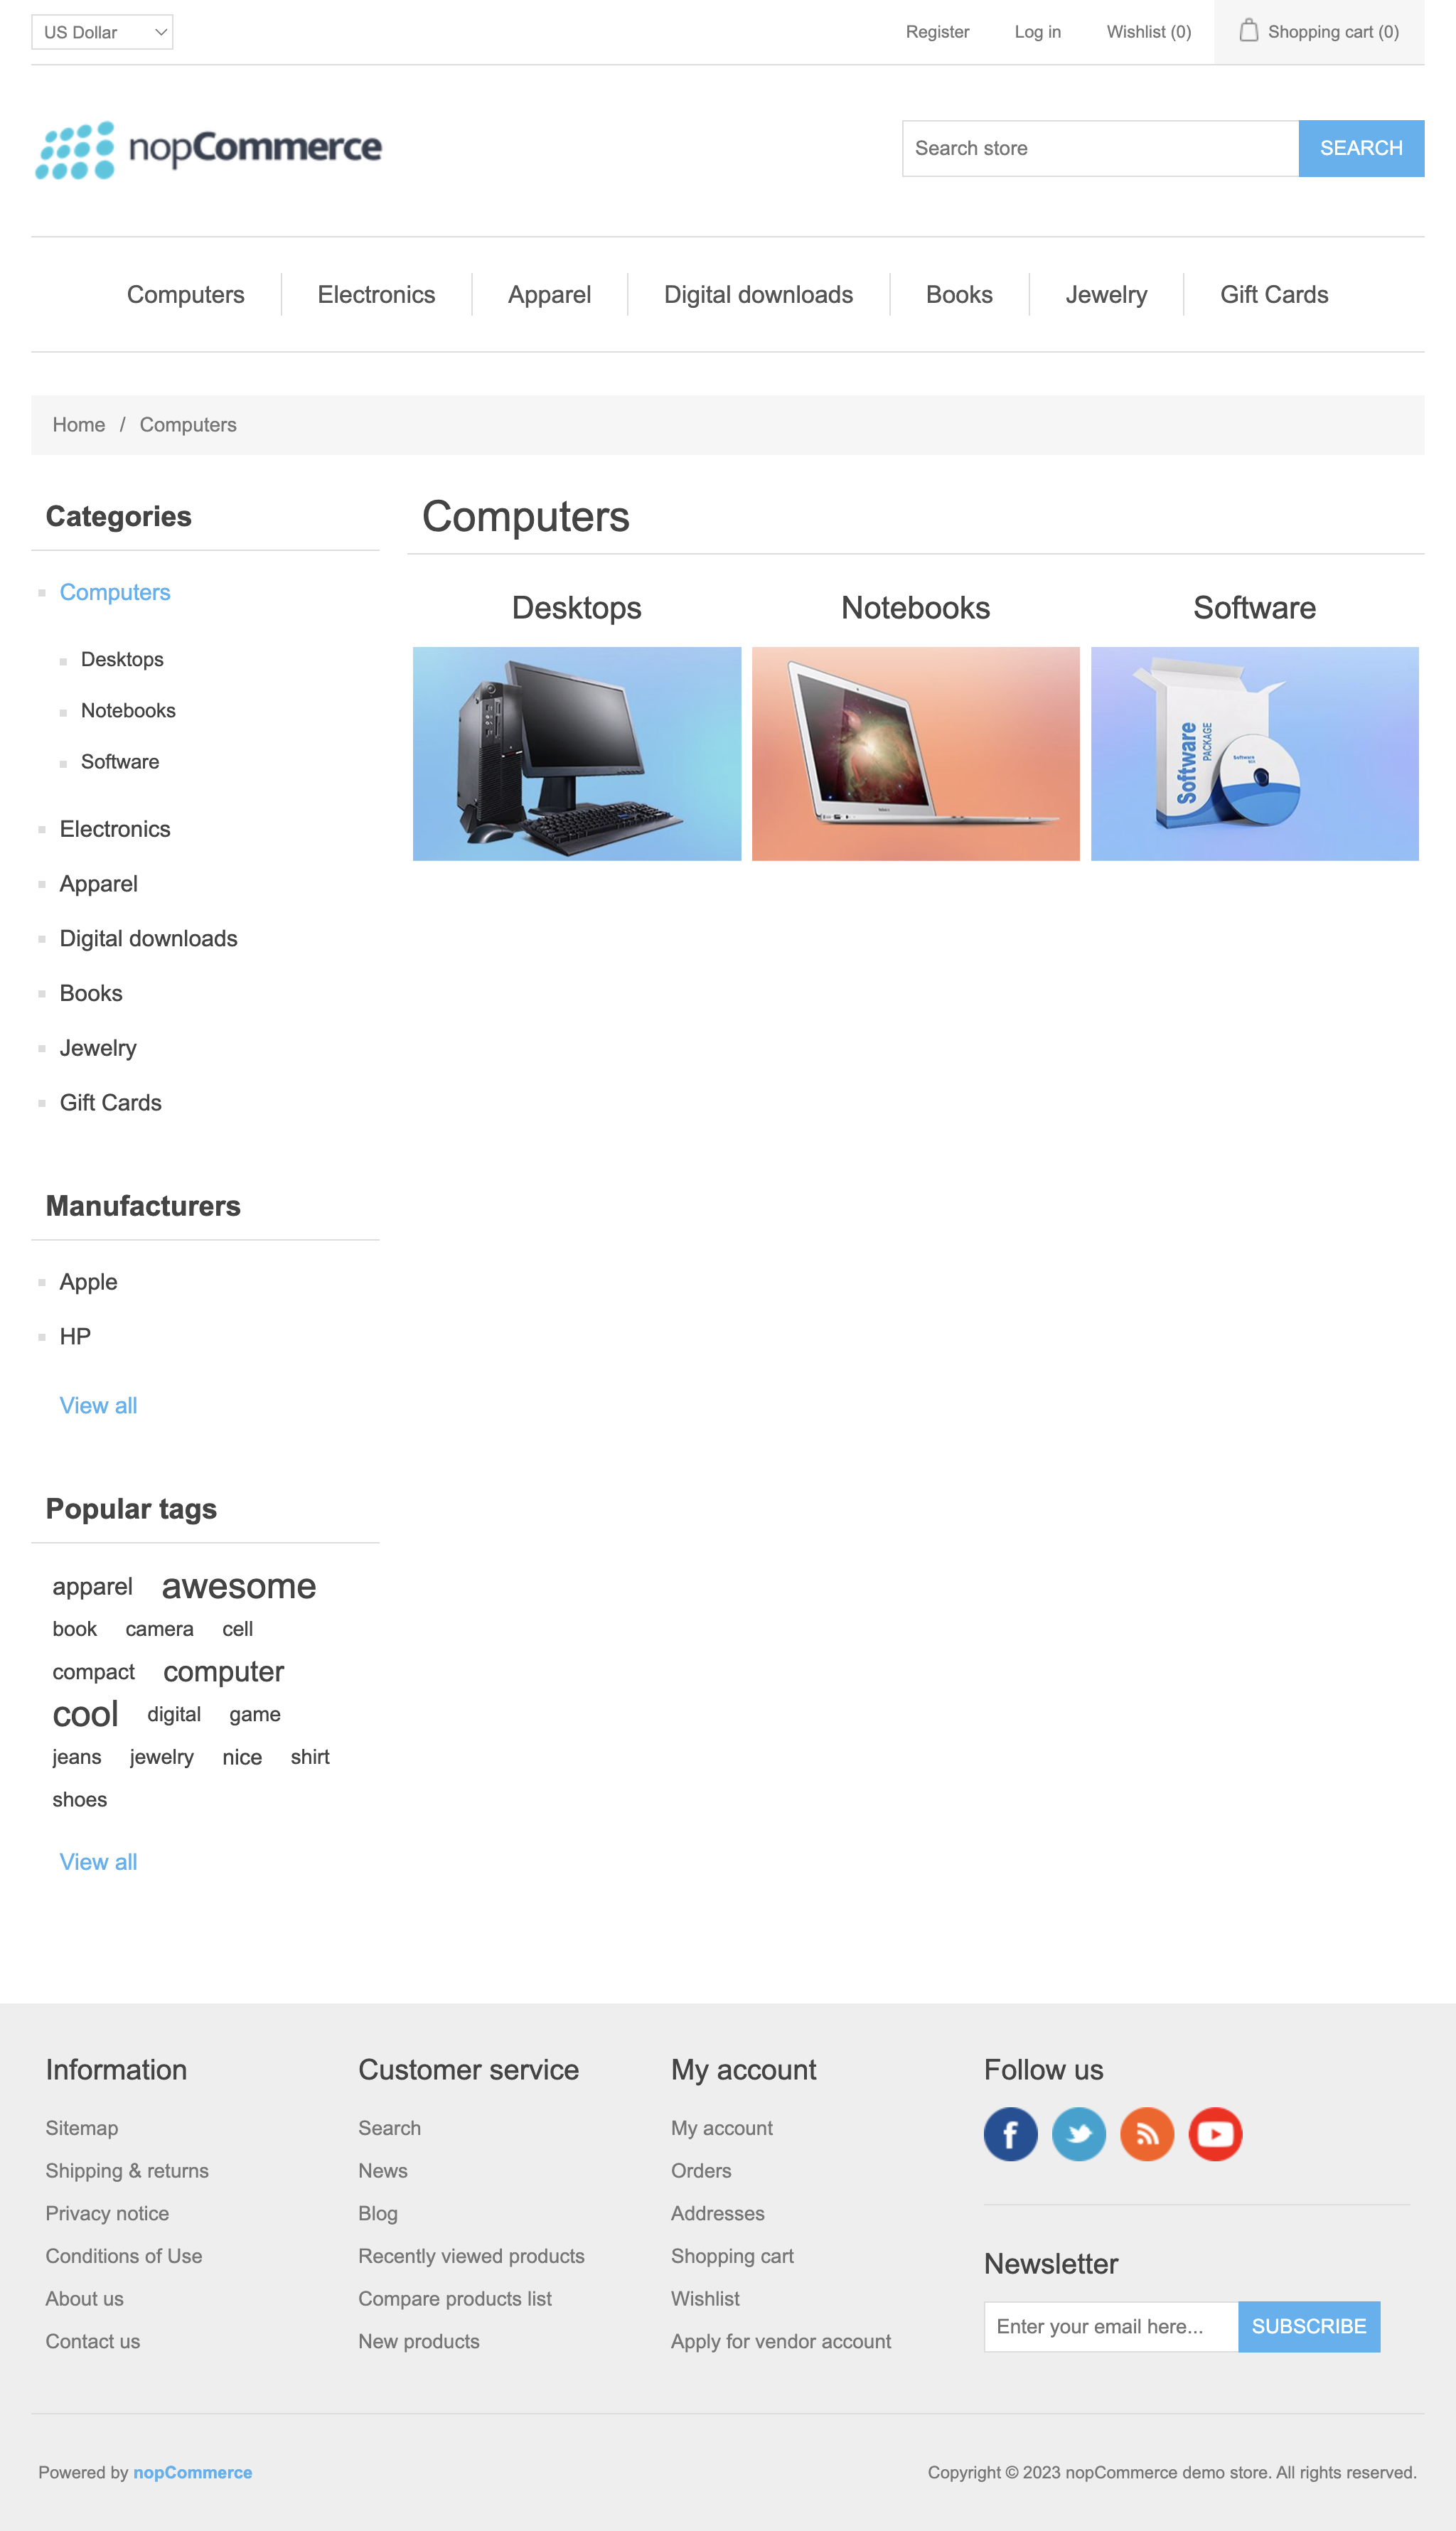 US Dollar
Register Log in Wishlist (0) Shopping cart (0)
nopCommerce
Search store SEARCH
Computers Electronics Apparel Digital downloads Books Jewelry Gift Cards
Home / Computers
Categories
Computers
Desktops
Notebooks
Software
Electronics
Apparel
Digital downloads
Books
Jewelry
Gift Cards
Manufacturers
Apple
HP
View all
Popular tags
apparel awesome
book camera cell
compact computer
cool digital game
jeans jewelry nice shirt
shoes
View all
Computers
Desktops Notebooks Software
Software
PACKAGE
Software
Information
Sitemap
Shipping & returns
Privacy notice
Conditions of Use
About us
Contact us
Customer service
Search
News
Blog
Recently viewed products
Compare products list
New products
My account
My account
Orders
Addresses
Shopping cart
Wishlist
Apply for vendor account
Follow us
Newsletter
Enter your email here... SUBSCRIBE
Powered by nopCommerce
Copyright © 2023 nopCommerce demo store. All rights reserved.